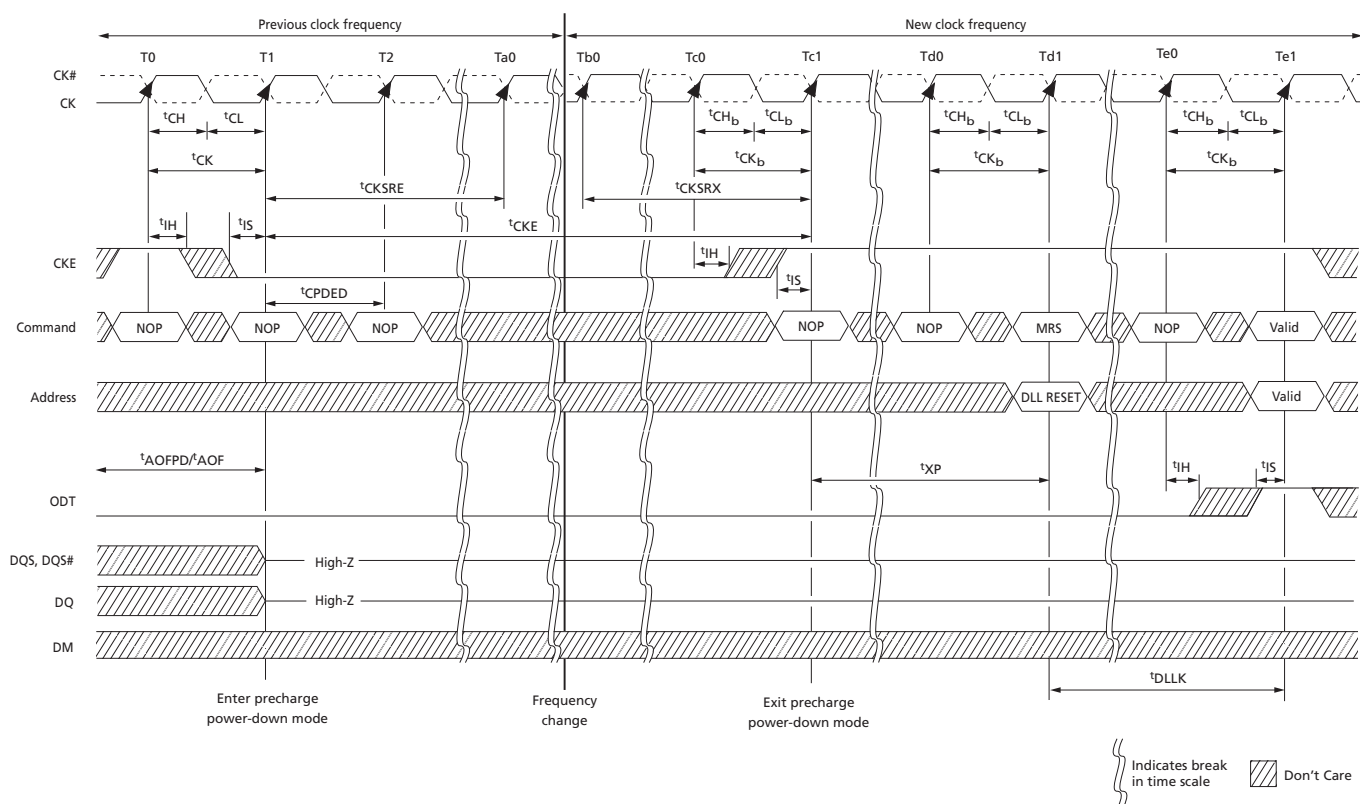 Previous clock frequency New clock frequency
T0 T1 T2 Ta0 Tb0 Tc0 Tc1 Td0 Td1 Te0 Te1
CK#
CK
tCH tCL tCHb tCLb tCHb tCLb tCHb tCLb
tCK tCKb tCKb tCKb
tCKSRE tCKSRX
tIH tIS tCKE
CKE tIH
tIS
tCPDED
Command NOP NOP NOP NOP NOP MRS NOP Valid
Address DLL RESET Valid
tAOFPD/tAOF tXP tIH tIS
ODT
DQS, DQS# High-Z
DQ High-Z
DM
tDLLK
Enter precharge
power-down mode
Frequency
change
Exit precharge
power-down mode
Indicates break
in time scale
Don't Care